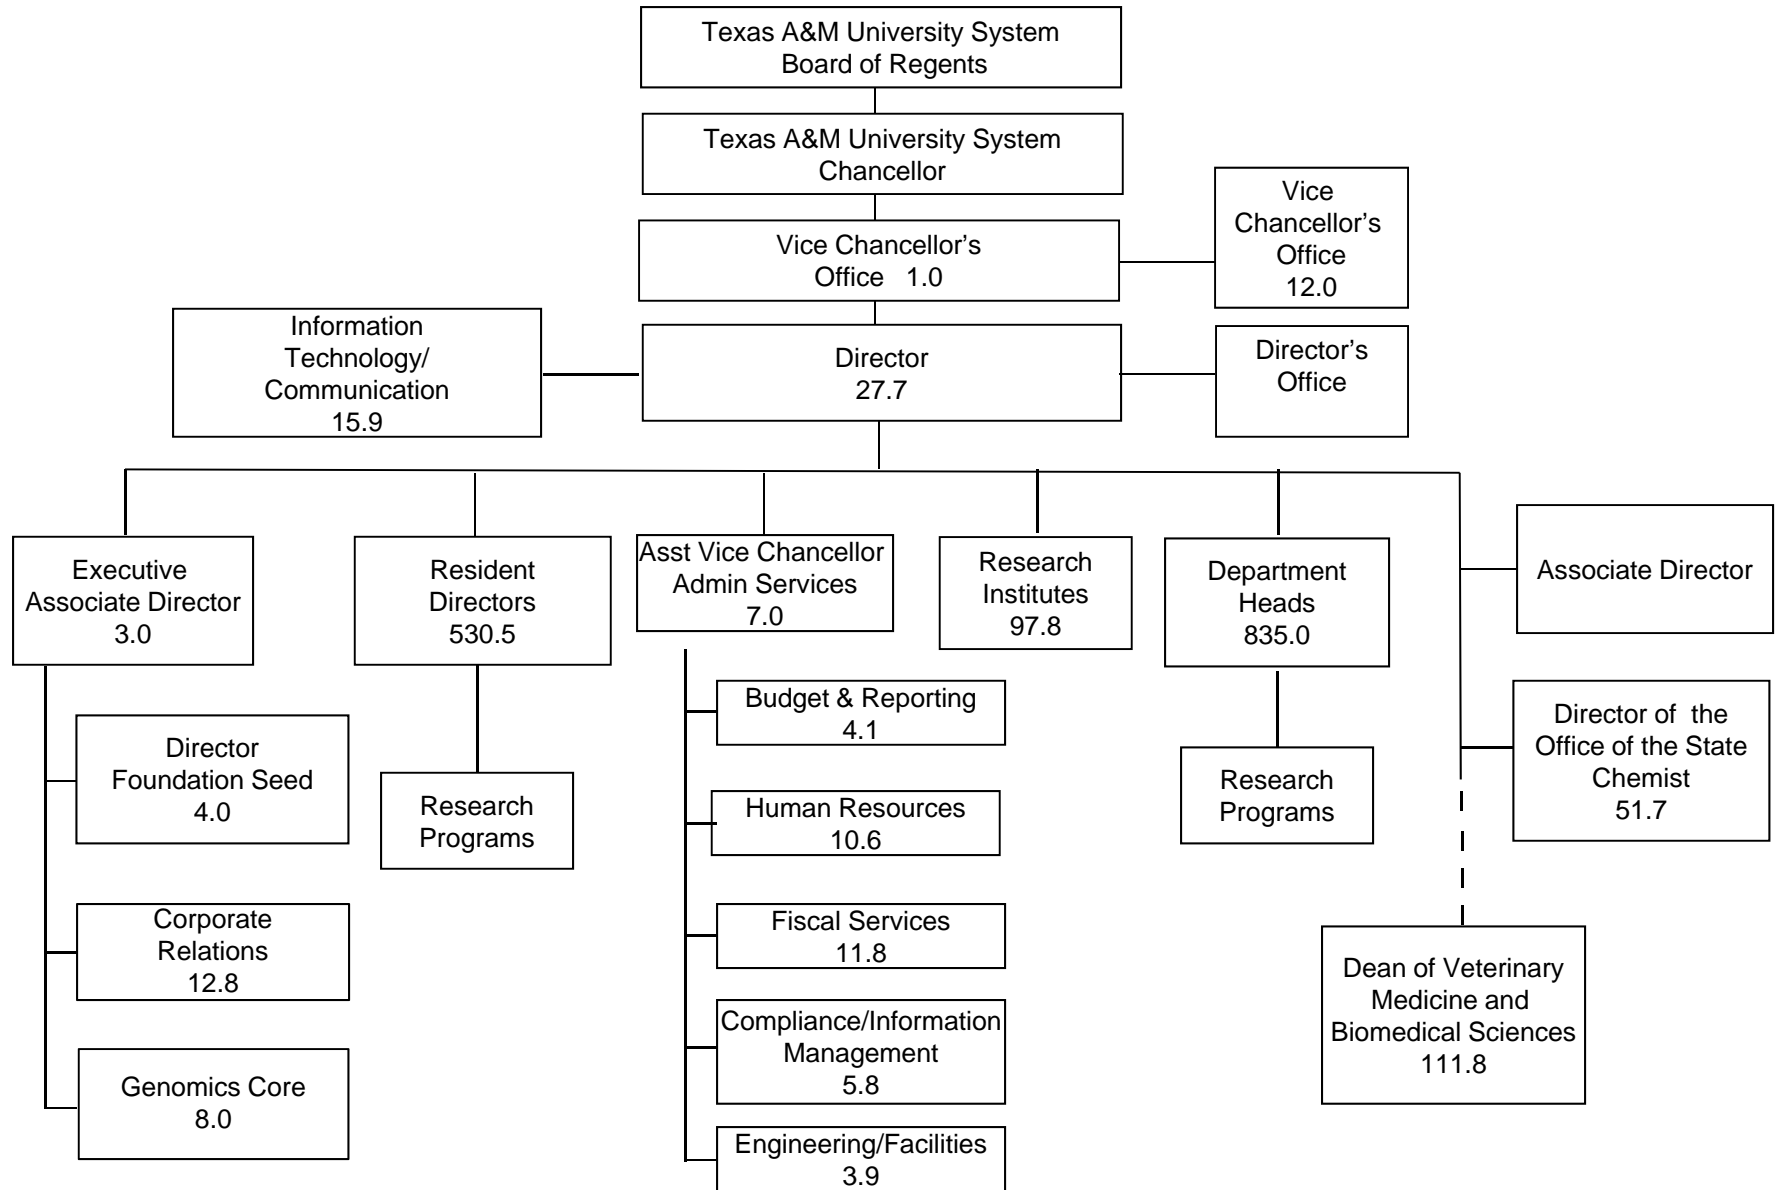 Texas A&M University System
Board of Regents
Texas A&M University System
Chancellor
Vice Chancellor's
Office 1.0
Vice
Chancellor’s
Office
12.0
Information
Technology/
Communication
15.9
Director
27.7
Director’s
Office
Executive
Associate Director
3.0
Resident
Directors
530.5
Asst Vice Chancellor
Admin Services
7.0
Research
Institutes
97.8
Department
Heads
835.0
Associate Director
Director
Foundation Seed
4.0
Corporate
Relations
12.8
Genomics Core
8.0
Research
Programs
Budget & Reporting
4.1
Human Resources
10.6
Fiscal Services
11.8
Compliance/Information
Management
5.8
Engineering/Facilities
3.9
Research
Programs
Director of the
Office of the State
Chemist
51.7
Dean of Veterinary
Medicine and
Biomedical Sciences
111.8